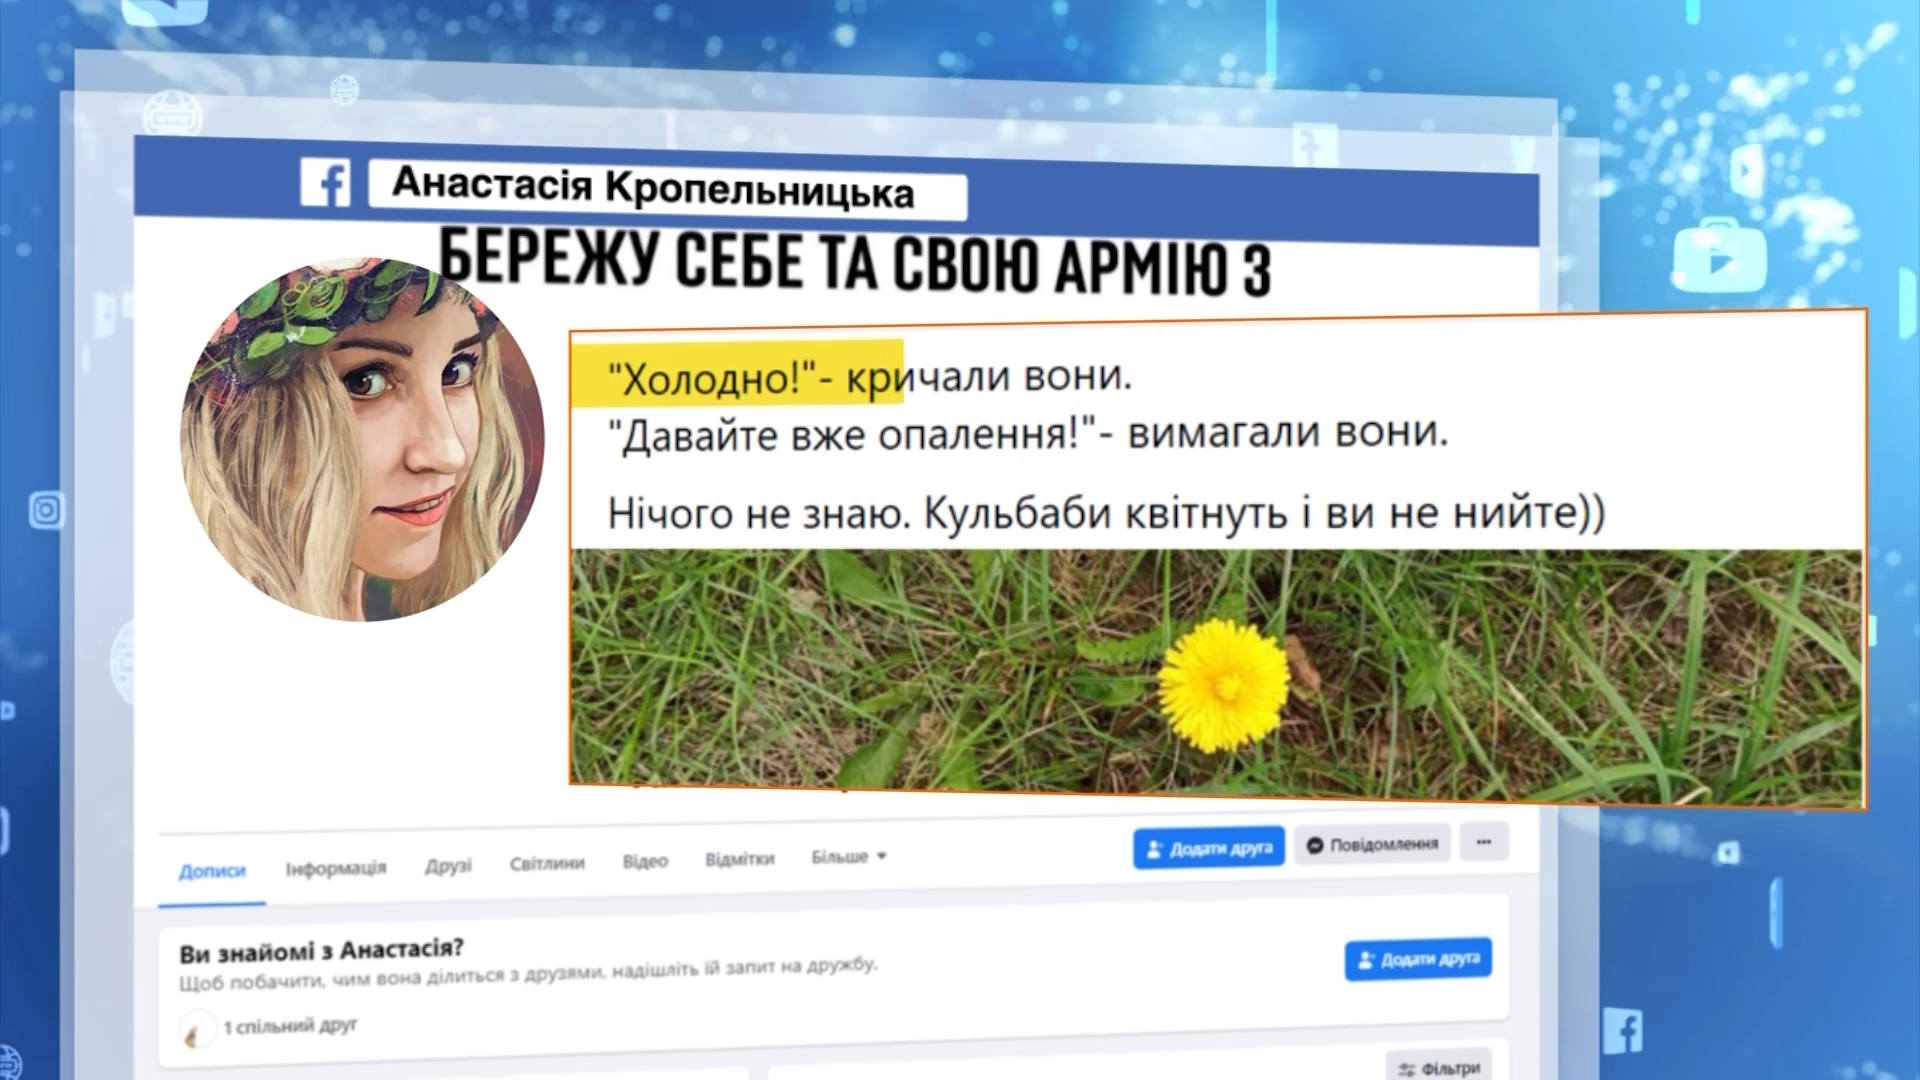 Анастасія Кропельницька
БЕРЕЖУ СЕБЕ ТА СВОЮ АРМІЮ З
"Холодно!"- кричали вони.
"Давайте вже опалення!"- вимагали вони.
Нічого не знаю. Кульбаби квітнуть і ви не нийте))
Дописи Інформація Друзі Світлини Відео Відмітки Більше
Додати друга Повідомлення
Ви знайомі з Анастасія?
Щоб побачити, чим вона ділиться з друзями, надішліть їй запит на дружбу.
Додати друга
1 спільний друг
Фільтри